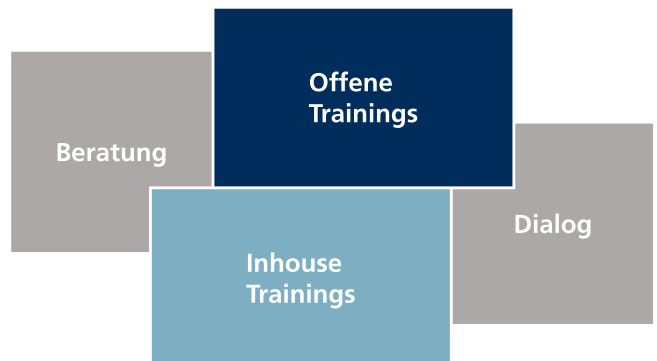 Offene
Trainings
Beratung
Dialog
Inhouse
Trainings